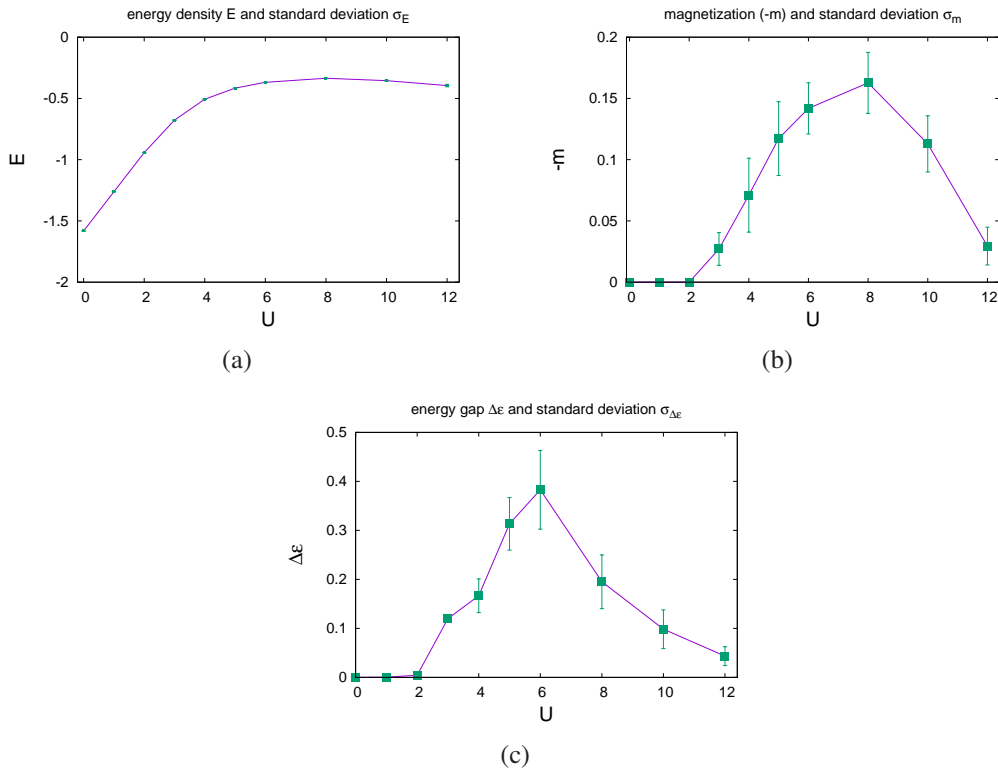 energy density E and standard deviation σE
0
-0.5
-1
-1.5
-2
E
0 2 4 6 8 10 12
U
(a)
magnetization (-m) and standard deviation σm
0.2
0.15
0.1
0.05
0
-m
0 2 4 6 8 10 12
U
(b)
energy gap Δε and standard deviation σΔε
0.5
0.4
0.3
0.2
0.1
0
Δε
0 2 4 6 8 10 12
U
(c)